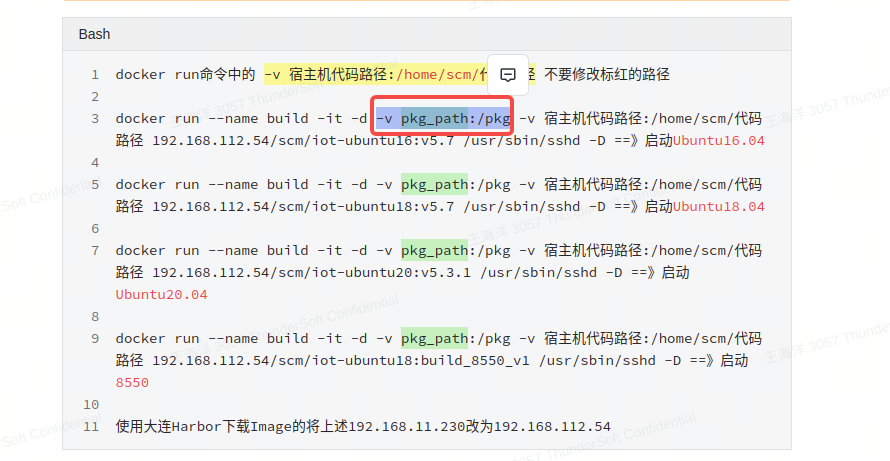 Bash
1 docker run命令中的 -v 宿主机代码路径:/home/scm/代 径 不要修改标红的路径
2
3 docker run --name build -it -d -v pkg_path:/pkg -v 宿主机代码路径:/home/scm/代码
路径 192.168.112.54/scm/iot-ubuntu16:v5.7 /usr/sbin/sshd -D ==》启动Ubuntu16.04
4
5 docker run --name build -it -d -v pkg_path:/pkg -v 宿主机代码路径:/home/scm/代码
路径 192.168.112.54/scm/iot-ubuntu18:v5.7 /usr/sbin/sshd -D ==》启动Ubuntu18.04
6
7 docker run --name build -it -d -v pkg_path:/pkg -v 宿主机代码路径:/home/scm/代码
路径 192.168.112.54/scm/iot-ubuntu20:v5.3.1 /usr/sbin/sshd -D ==》启动
Ubuntu20.04
8
9 docker run --name build -it -d -v pkg_path:/pkg -v 宿主机代码路径:/home/scm/代码
路径 192.168.112.54/scm/iot-ubuntu18:build_8550_v1 /usr/sbin/sshd -D ==》启动
8550
10
11 使用大连Harbor下载Image的将上述192.168.11.230改为192.168.112.54
王海洋 3057 ThunderSoft Confidential